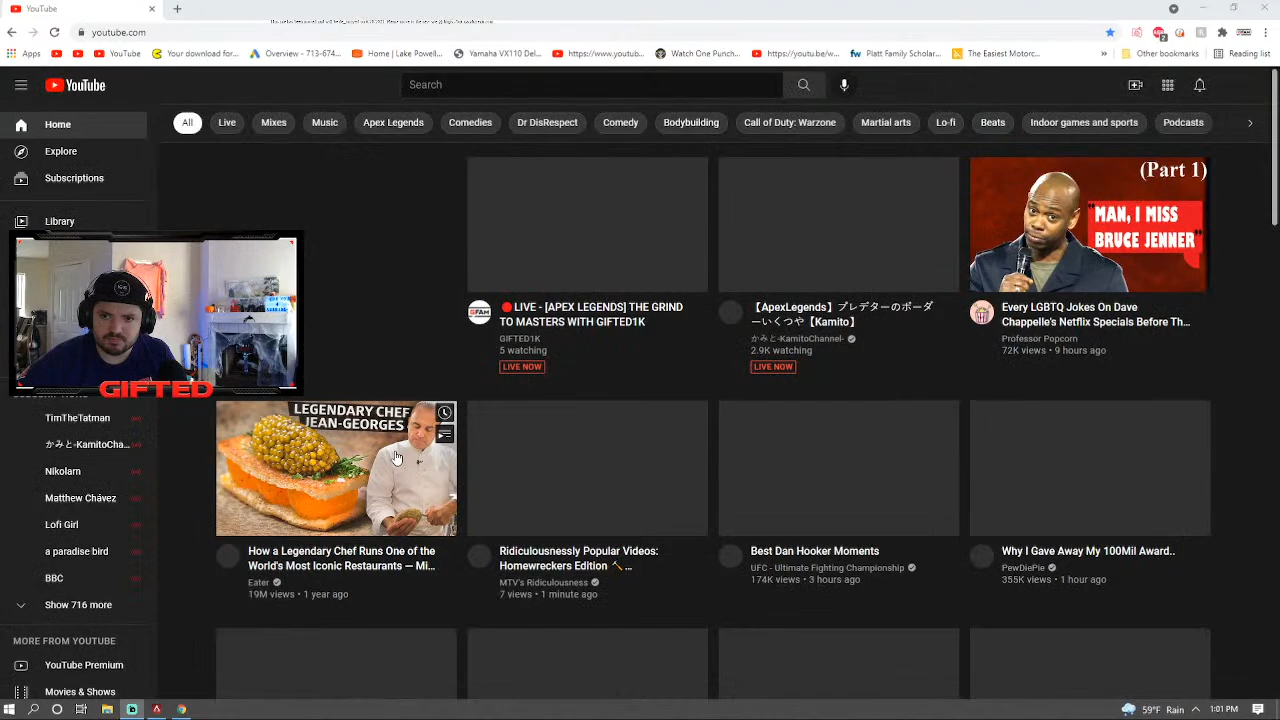 YouTube
youtube.com
Apps
YouTube
Your download for...
Overview - 713-674...
Home | Lake Powell...
Yamaha VX110 Del...
https://www.youtub...
Watch One Punch...
https://youtu.be/w...
Platt Family Scholar...
The Easiest Motorc...
»
Other bookmarks
Reading list
YouTube
Search
Home
Explore
Subscriptions
Library
All
Live
Mixes
Music
Apex Legends
Comedies
Dr DisRespect
Comedy
Bodybuilding
Call of Duty: Warzone
Martial arts
Lo-fi
Beats
Indoor games and sports
Podcasts
(Part 1)
"MAN, I MISS
BRUCE JENNER"
GFAM
🔴LIVE - [APEX LEGENDS] THE GRIND
TO MASTERS WITH GIFTED1K
GIFTED1K
5 watching
LIVE NOW
【ApexLegends】プレデターのボーダ
ーいくつや【Kamito】
かみと-KamitoChannel-
2.9K watching
LIVE NOW
Every LGBTQ Jokes On Dave
Chappelle's Netflix Specials Before Th...
Professor Popcorn
72K views • 9 hours ago
GIFTED
TimTheTatman
かみと-KamitoCha...
Nikolarn
Matthew Chávez
Lofi Girl
a paradise bird
BBC
Show 716 more
MORE FROM YOUTUBE
YouTube Premium
Movies & Shows
LEGENDARY CHEF
JEAN-GEORGES
How a Legendary Chef Runs One of the
World's Most Iconic Restaurants — Mi...
Eater
19M views • 1 year ago
Ridiculousnessly Popular Videos:
Homewreckers Edition 🔨...
MTV's Ridiculousness
7 views • 1 minute ago
Best Dan Hooker Moments
UFC - Ultimate Fighting Championship
174K views • 3 hours ago
Why I Gave Away My 100Mil Award..
PewDiePie
355K views • 1 hour ago
59°F Rain
1:01 PM